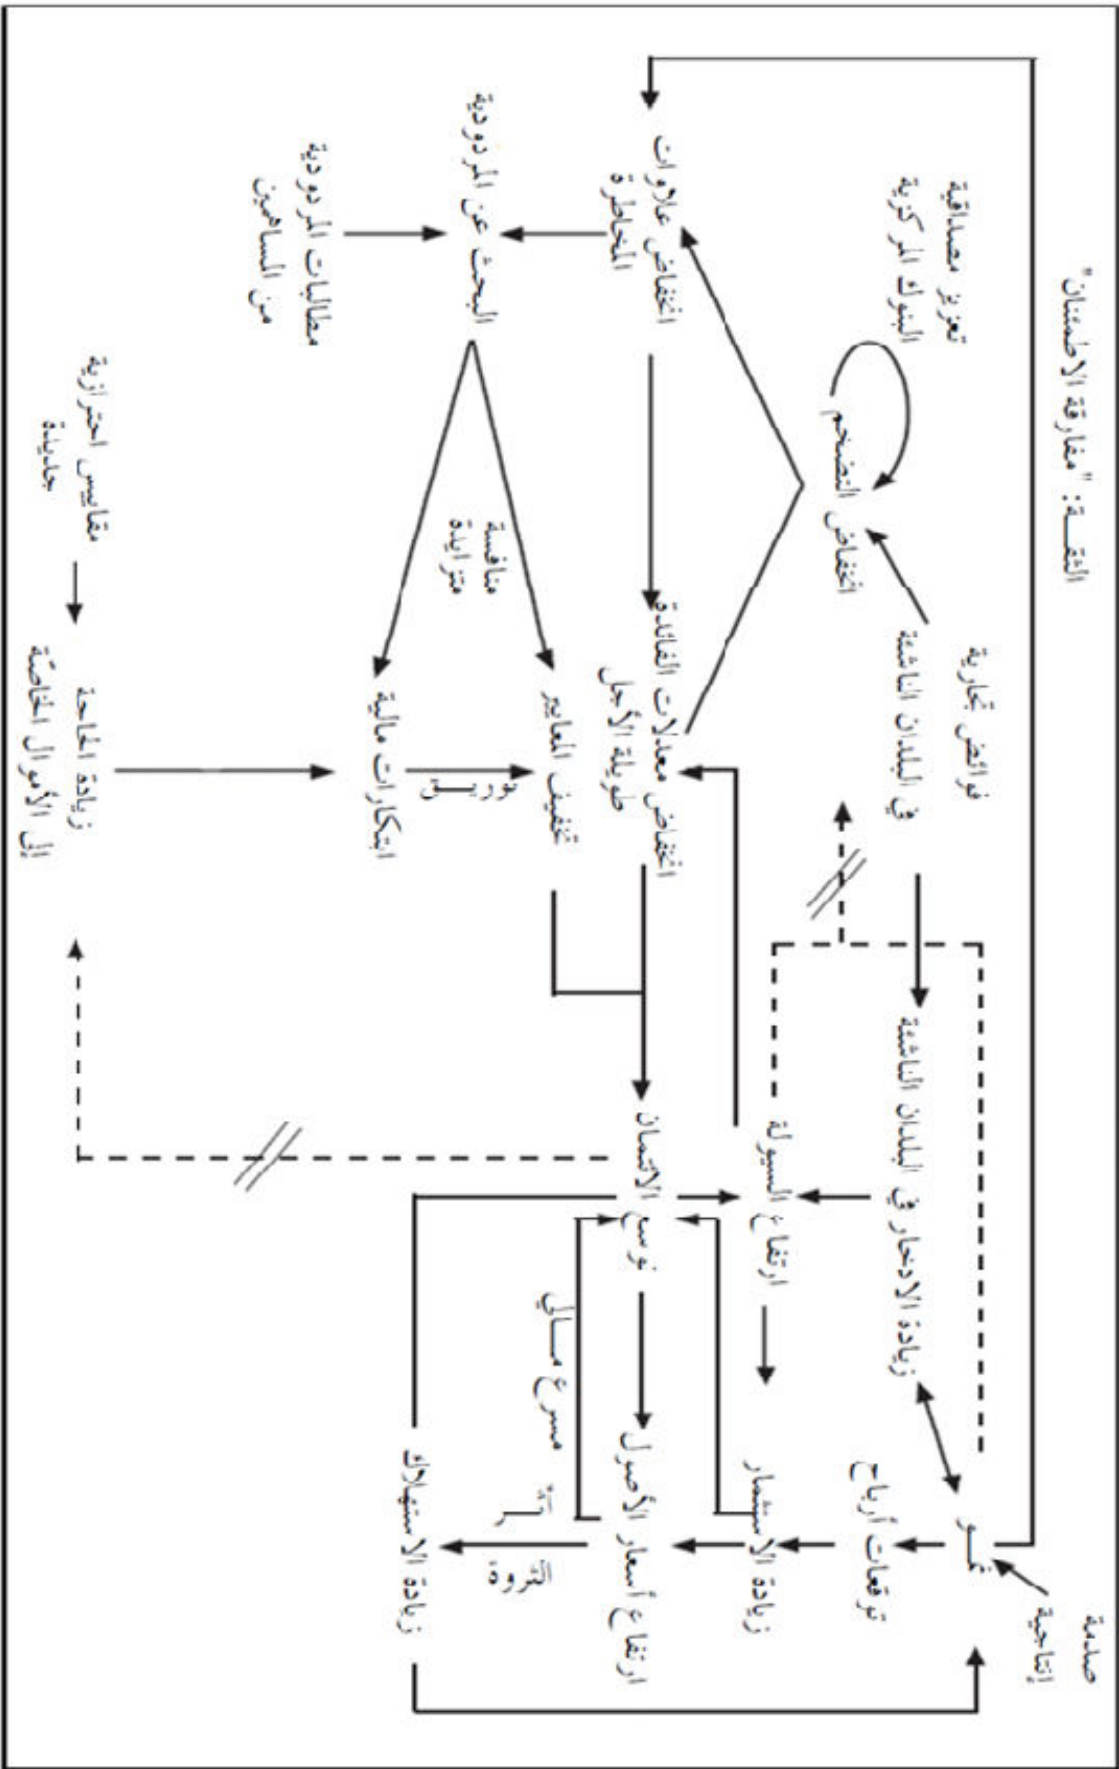 الثقة: "مفارقة الاطمئنان"
صدمة
إنتاجية
نمو
فوائض تجارية
في البلدان الناشئة
تعزيز مصداقية
البنوك المركزية
زيادة الادخار في البلدان الناشئة
توقعات أرباح
انخفاض التضخم
ارتفاع السيولة
زيادة الاستثمار
انخفاض علاوات
المخاطرة
انخفاض معدلات الفائدة
طويلة الأجل
توسع الائتمان
ارتفاع أسعار الأصول
مسرع مالي
الثروة
تخفيف المعايير
منافسة
متزايدة
توريق
البحث عن المردودية
زيادة الاستهلاك
ابتكارات مالية
مطالبات المردودية
من المساهمين
مقاييس احترازية
جديدة
زيادة الحاجة
إلى الأموال الخاصة